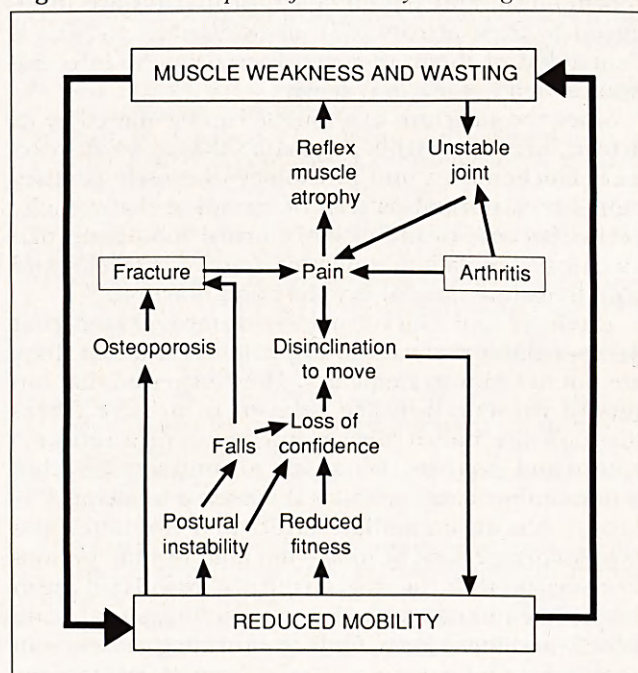 MUSCLE WEAKNESS AND WASTING
Reflex
muscle
atrophy
Unstable
joint
Fracture
Pain
Arthritis
Osteoporosis
Disinclination
to move
Falls
Loss of
confidence
Postural
instability
Reduced
fitness
REDUCED MOBILITY